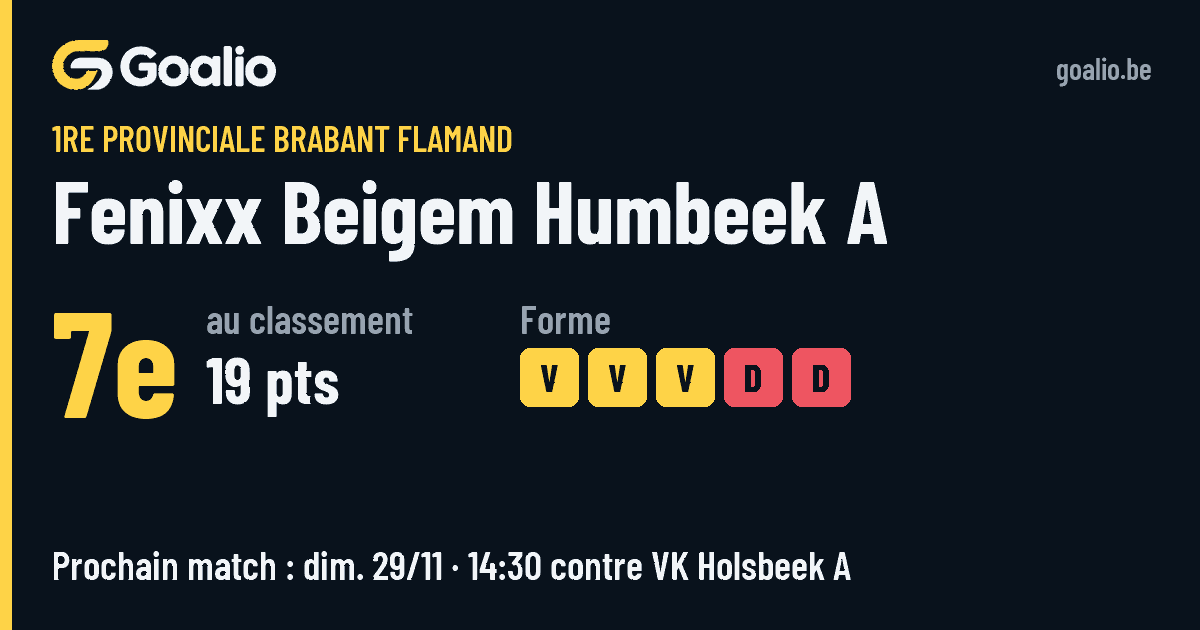 Goalio
goalio.be
1RE PROVINCIALE BRABANT FLAMAND
Fenixx Beigem Humbeek A
7e
au classement
19 pts
Forme
V V V D D
Prochain match : dim. 29/11 · 14:30 contre VK Holsbeek A